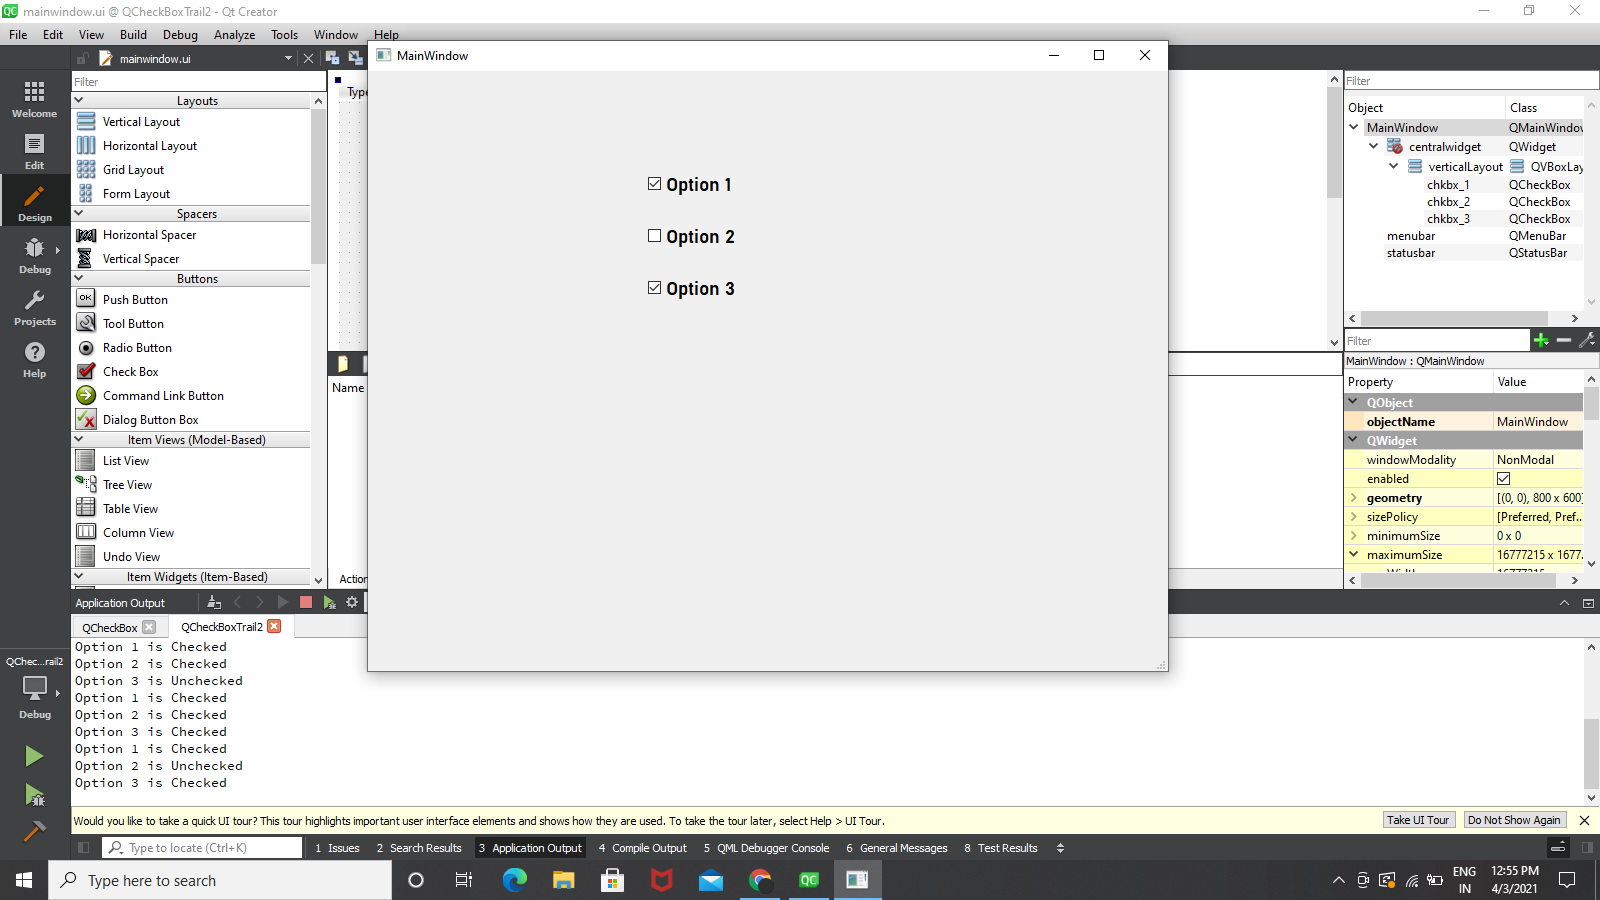 mainwindow.ui @ QCheckBoxTrail2 - Qt Creator
File Edit View Build Debug Analyze Tools Window Help
mainwindow.ui
MainWindow
Filter
Layouts
Vertical Layout
Horizontal Layout
Grid Layout
Form Layout
Spacers
Horizontal Spacer
Vertical Spacer
Buttons
OK Push Button
Tool Button
Radio Button
Check Box
Command Link Button
Dialog Button Box
Item Views (Model-Based)
List View
Tree View
Table View
Column View
Undo View
Item Widgets (Item-Based)
Welcome
Edit
Design
Debug
Projects
Help
QChec...rail2
Debug
Type
Name
Action
Option 1
Option 2
Option 3
Filter
Object Class
MainWindow QMainWindow
centralwidget QWidget
verticalLayout QVBoxLay
chkbx_1 QCheckBox
chkbx_2 QCheckBox
chkbx_3 QCheckBox
menubar QMenuBar
statusbar QStatusBar
Filter
MainWindow : QMainWindow
Property Value
QObject
objectName MainWindow
QWidget
windowModality NonModal
enabled
geometry [(0, 0), 800 x 600]
sizePolicy [Preferred, Pref...
minimumSize 0 x 0
maximumSize 16777215 x 1677...
Width 16777215
Application Output
QCheckBox QCheckBoxTrail2
Option 1 is Checked
Option 2 is Checked
Option 3 is Unchecked
Option 1 is Checked
Option 2 is Checked
Option 3 is Checked
Option 1 is Checked
Option 2 is Unchecked
Option 3 is Checked
Would you like to take a quick UI tour? This tour highlights important user interface elements and shows how they are used. To take the tour later, select Help > UI Tour.
Take UI Tour Do Not Show Again
Type to locate (Ctrl+K) 1 Issues 2 Search Results 3 Application Output 4 Compile Output 5 QML Debugger Console 6 General Messages 8 Test Results
Type here to search
QC
ENG
IN
12:55 PM
4/3/2021